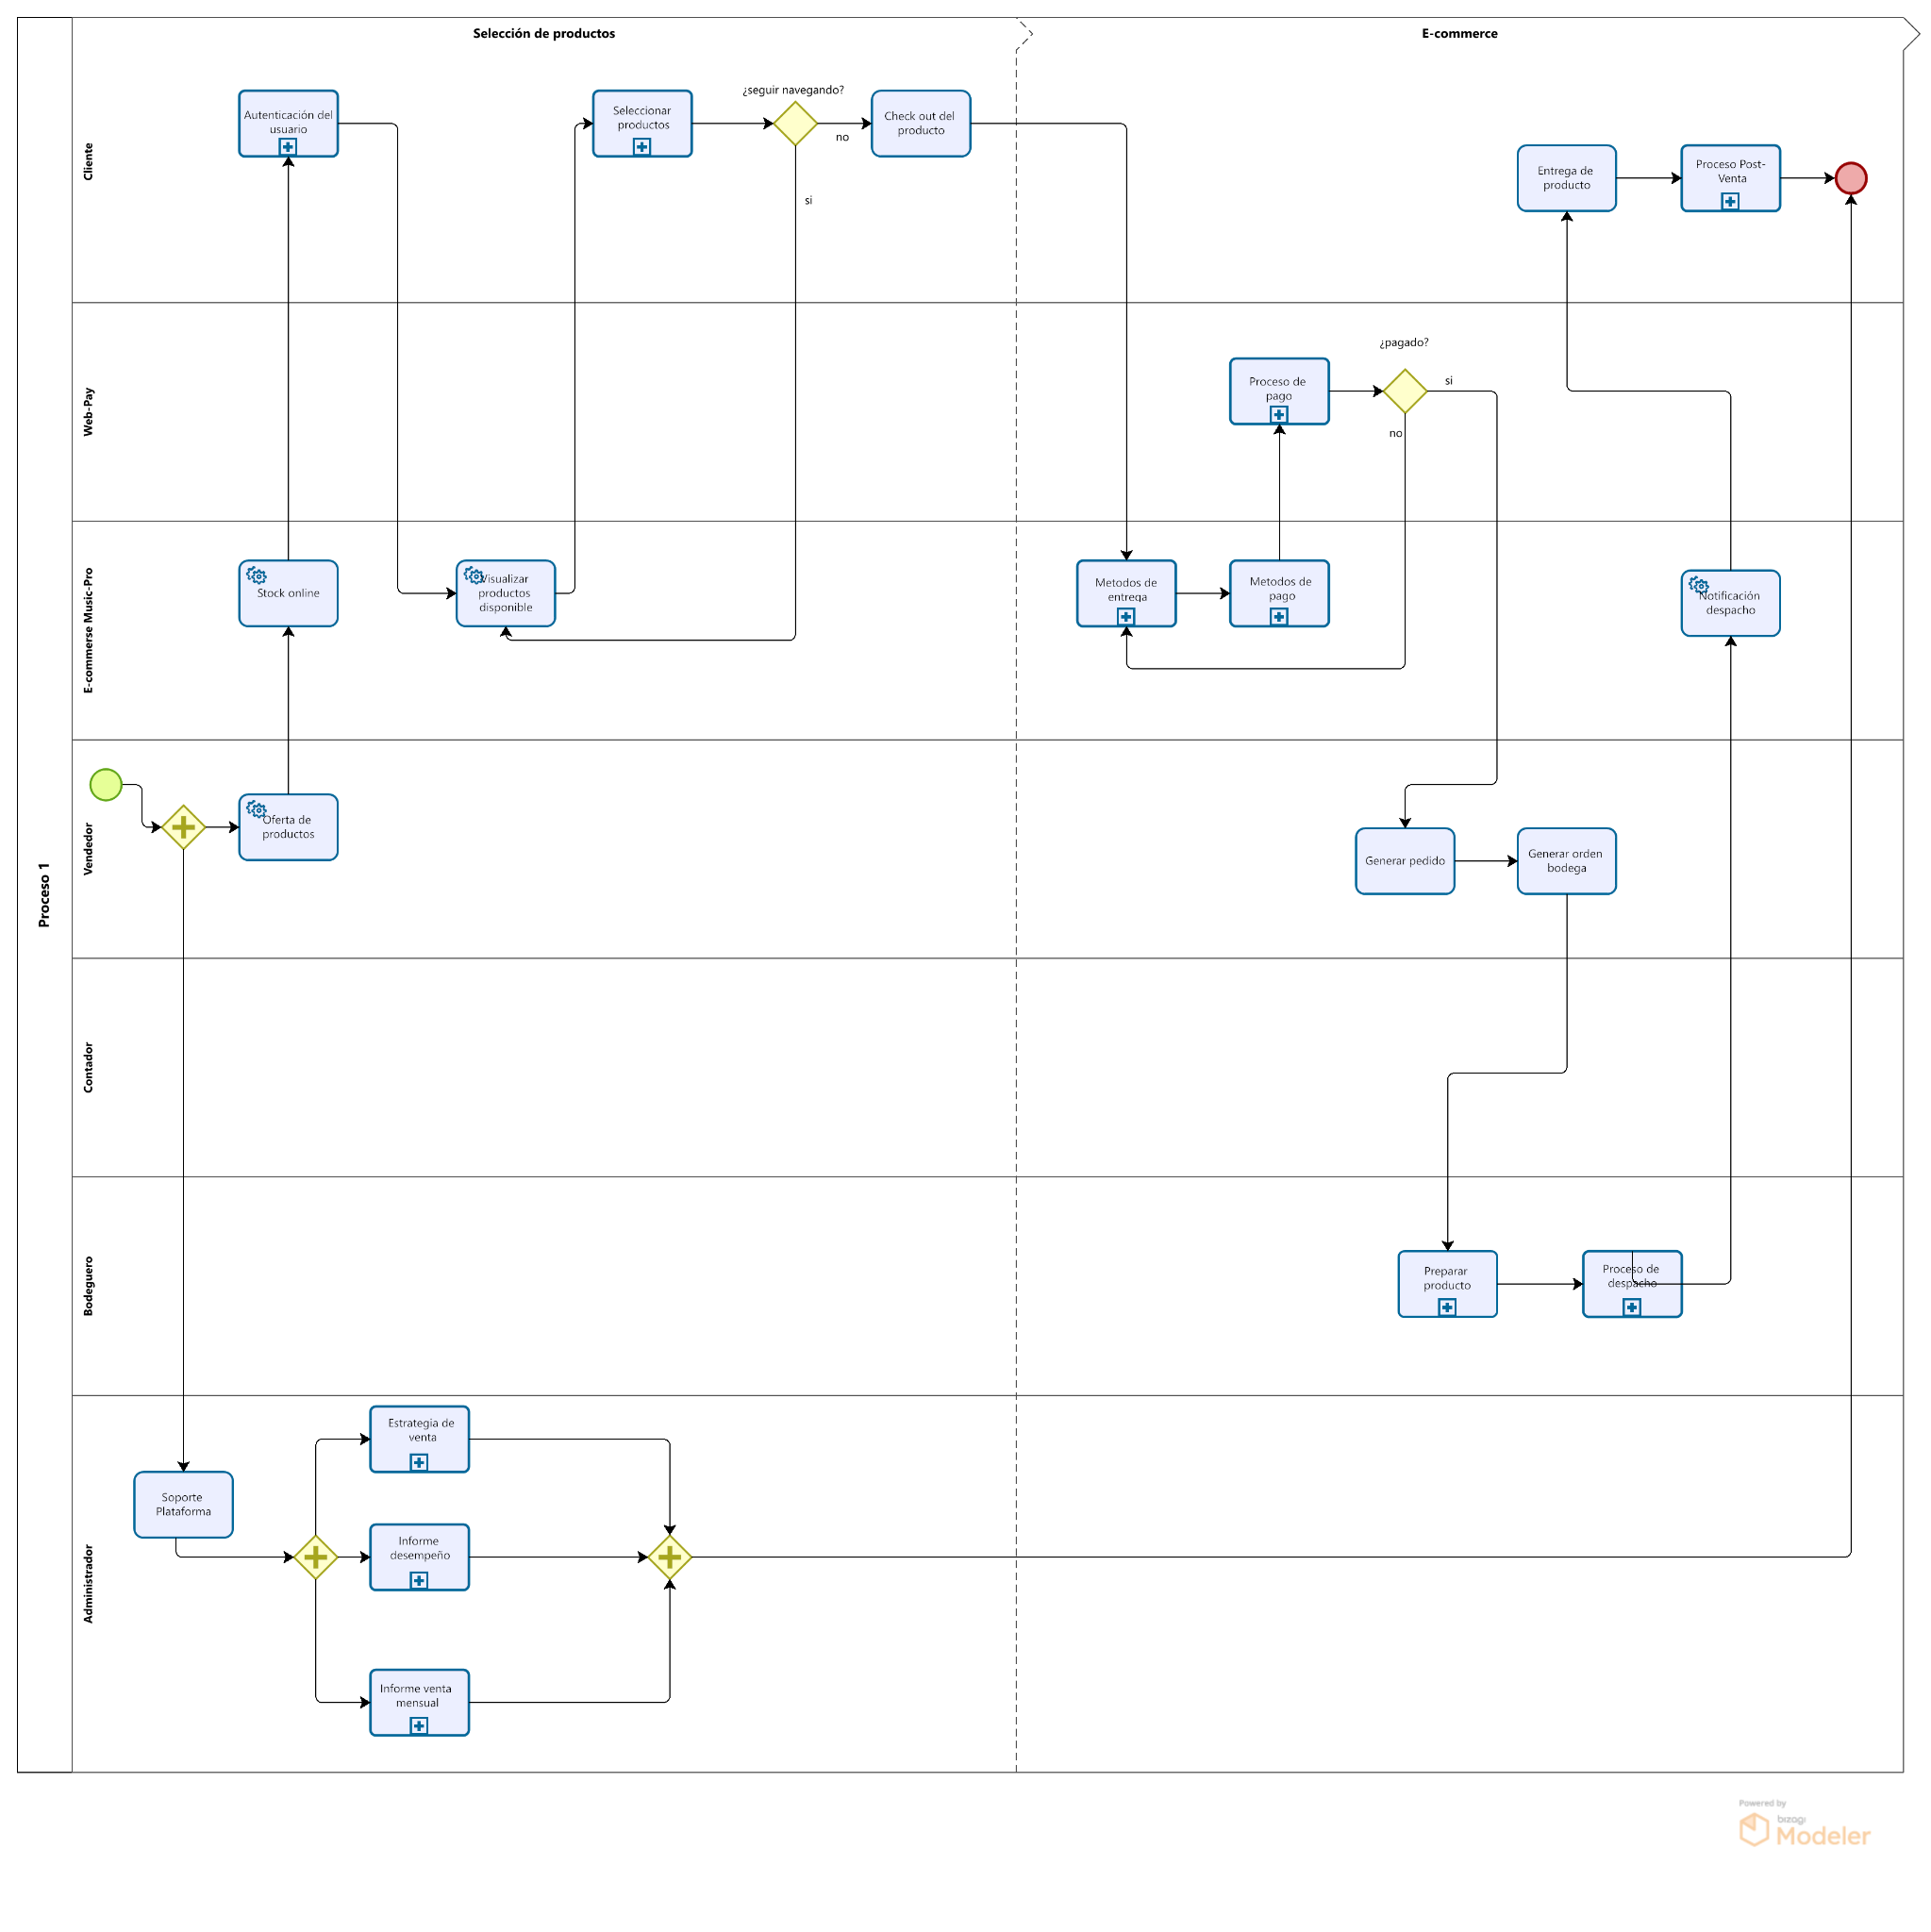 Selección de productos
E-commerce
Proceso 1
Cliente
Autenticación del
usuario
Seleccionar
productos
¿seguir navegando?
no
si
Check out del
producto
Entrega de
producto
Proceso Post-
Venta
Web-Pay
Proceso de
pago
¿pagado?
si
no
E-commerse Music-Pro
Stock online
Visualizar
productos
disponible
Metodos de
entrega
Metodos de
pago
Notificación
despacho
Vendedor
Oferta de
productos
Generar pedido
Generar orden
bodega
Contador
Bodeguero
Preparar
producto
Proceso de
despacho
Administrador
Soporte
Plataforma
Estrategia de
venta
Informe
desempeño
Informe venta
mensual
Powered by
bizagi
Modeler